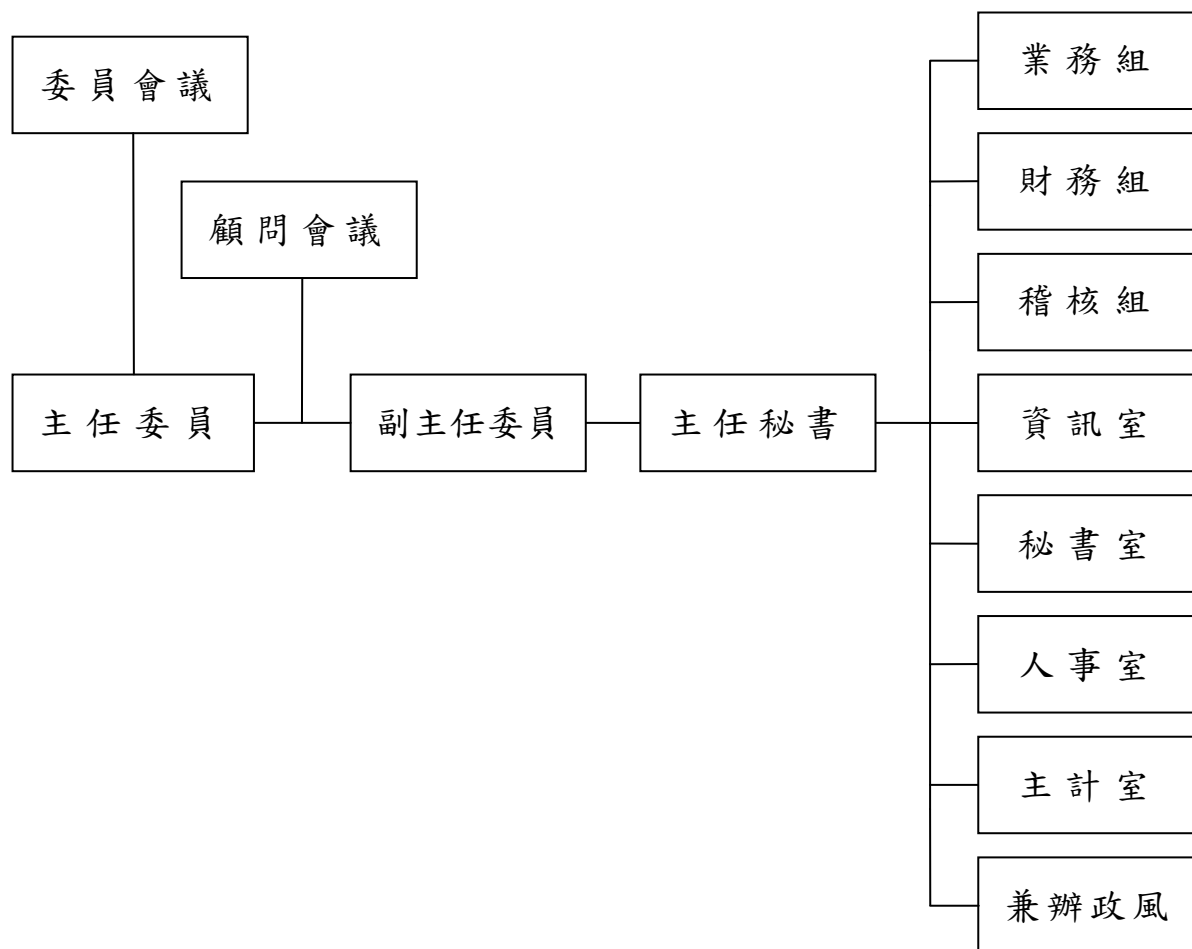 委員會議
顧問會議
主任委員
副主任委員
主任秘書
業務組
財務組
稽核組
資訊室
秘書室
人事室
主計室
兼辦政風